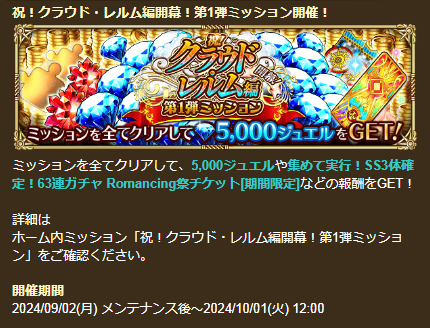 祝！クラウド・レルム編開幕！第1弾ミッション開催！
祝！
クラウド・
レルム編
開幕！
第1弾ミッション
ミッションを全てクリアして 5,000ジュエルをGET!
ミッションを全てクリアして、5,000ジュエルや集めて実行！SS3体確
定！63連ガチャ Romancing祭チケット[期間限定]などの報酬をGET！
詳細は
ホーム内ミッション「祝！クラウド・レルム編開幕！第1弾ミッショ
ン」をご確認ください。
開催期間
2024/09/02(月) メンテナンス後～2024/10/01(火) 12:00